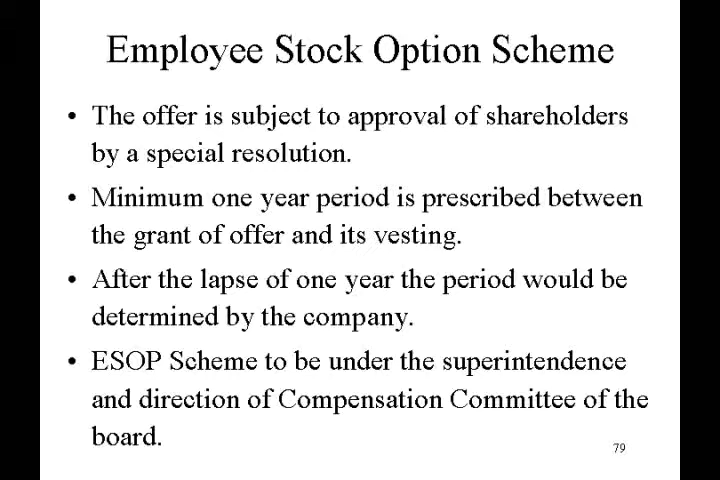 Employee Stock Option Scheme
• The offer is subject to approval of shareholders
by a special resolution.
• Minimum one year period is prescribed between
the grant of offer and its vesting.
• After the lapse of one year the period would be
determined by the company.
• ESOP Scheme to be under the superintendence
and direction of Compensation Committee of the
board.
79